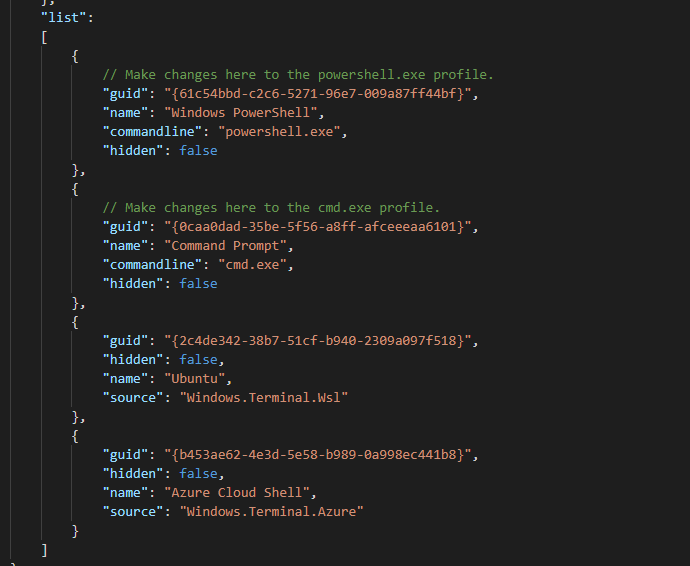 },
"list":
[
{
// Make changes here to the powershell.exe profile.
"guid": "{61c54bbd-c2c6-5271-96e7-009a87ff44bf}",
"name": "Windows PowerShell",
"commandline": "powershell.exe",
"hidden": false
},
{
// Make changes here to the cmd.exe profile.
"guid": "{0caa0dad-35be-5f56-a8ff-afceeeaa6101}",
"name": "Command Prompt",
"commandline": "cmd.exe",
"hidden": false
},
{
"guid": "{2c4de342-38b7-51cf-b940-2309a097f518}",
"hidden": false,
"name": "Ubuntu",
"source": "Windows.Terminal.Wsl"
},
{
"guid": "{b453ae62-4e3d-5e58-b989-0a998ec441b8}",
"hidden": false,
"name": "Azure Cloud Shell",
"source": "Windows.Terminal.Azure"
}
]
}